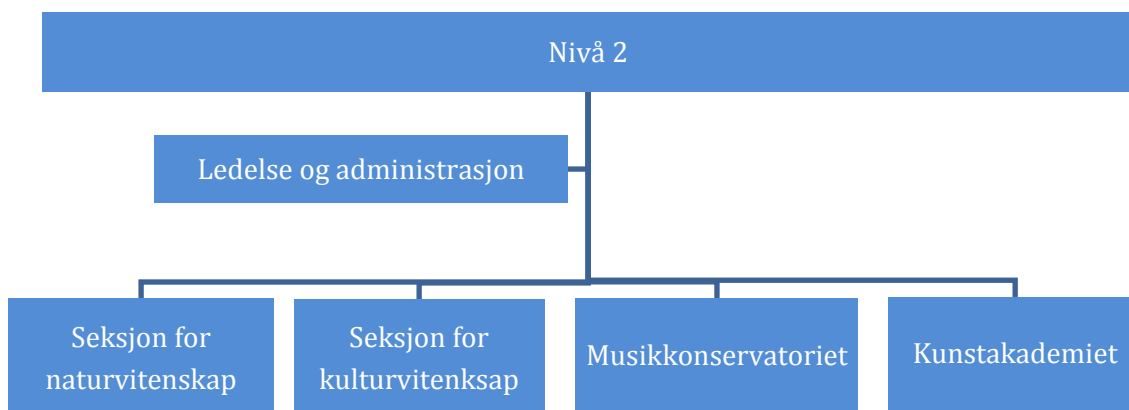 Nivå 2
Ledelse og administrasjon
Seksjon for
naturvitenskap
Seksjon for
kulturvitenksap
Musikkonservatoriet
Kunstakademiet